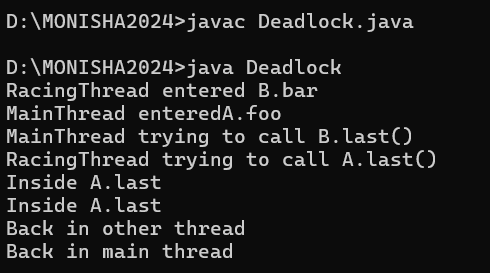 D:\MONISHA2024>javac Deadlock.java
D:\MONISHA2024>java Deadlock
RacingThread entered B.bar
MainThread enteredA.foo
MainThread trying to call B.last()
RacingThread trying to call A.last()
Inside A.last
Inside A.last
Back in other thread
Back in main thread